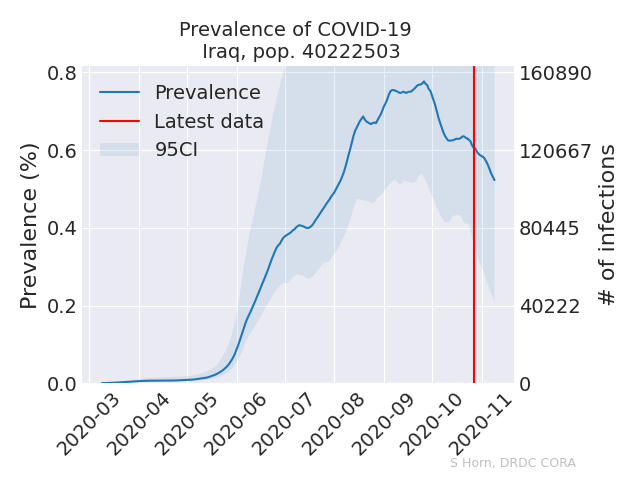 Prevalence of COVID-19
Iraq, pop. 40222503
0.8
0.6
0.4
0.2
0.0
Prevalence (%)
Prevalence
Latest data
95CI
160890
120667
80445
40222
0
# of infections
2020-03
2020-04
2020-05
2020-06
2020-07
2020-08
2020-09
2020-10
2020-11
S Horn, DRDC CORA